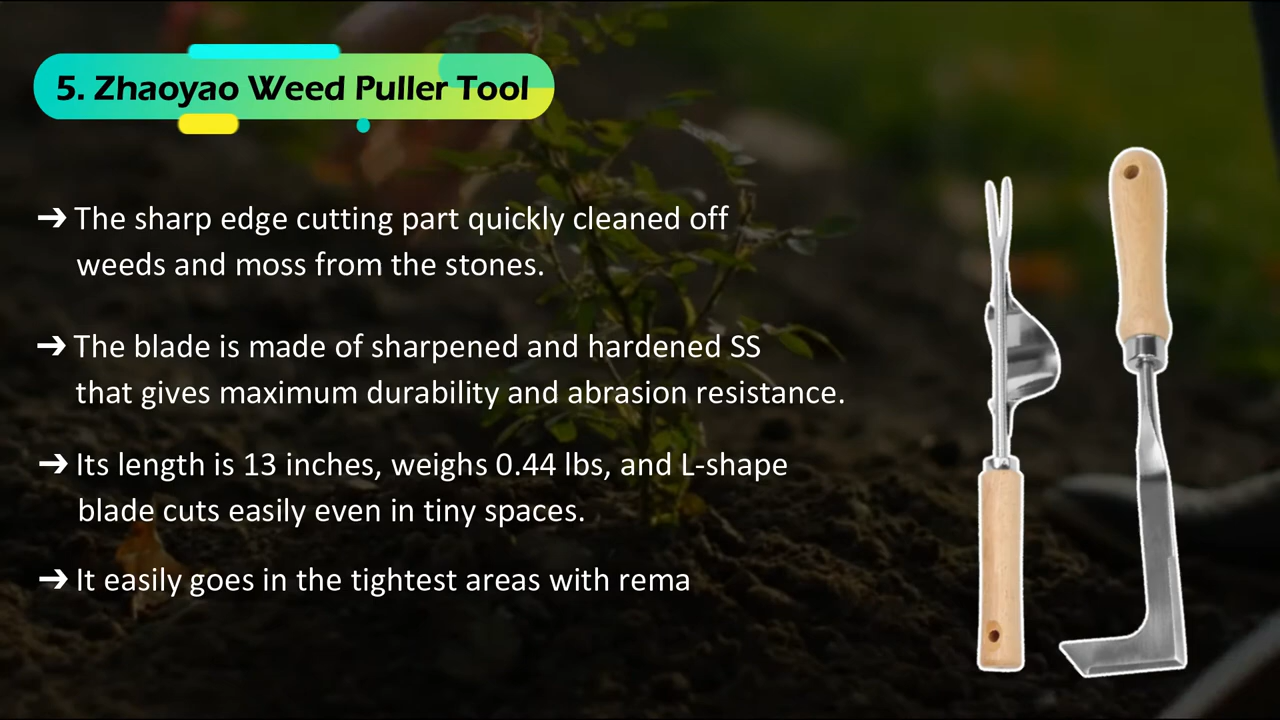 5. Zhaoyao Weed Puller Tool
➔ The sharp edge cutting part quickly cleaned off
weeds and moss from the stones.
➔ The blade is made of sharpened and hardened SS
that gives maximum durability and abrasion resistance.
➔ Its length is 13 inches, weighs 0.44 lbs, and L-shape
blade cuts easily even in tiny spaces.
➔ It easily goes in the tightest areas with rema